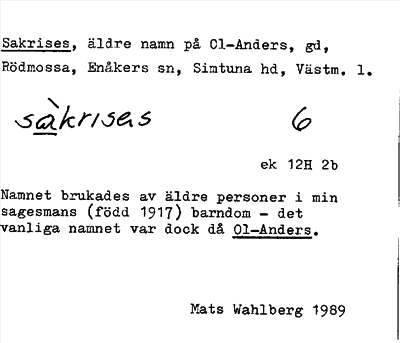 Sakrises, äldre namn på Ol-Anders, gd,
Rödmossa, Enåkers sn, Simtuna hd, Västm. l.
sàkrises 6
ek 12H 2b
Namnet brukades av äldre personer i min
sagesmans (född 1917) barndom - det
vanliga namnet var dock då Ol-Anders.
Mats Wahlberg 1989